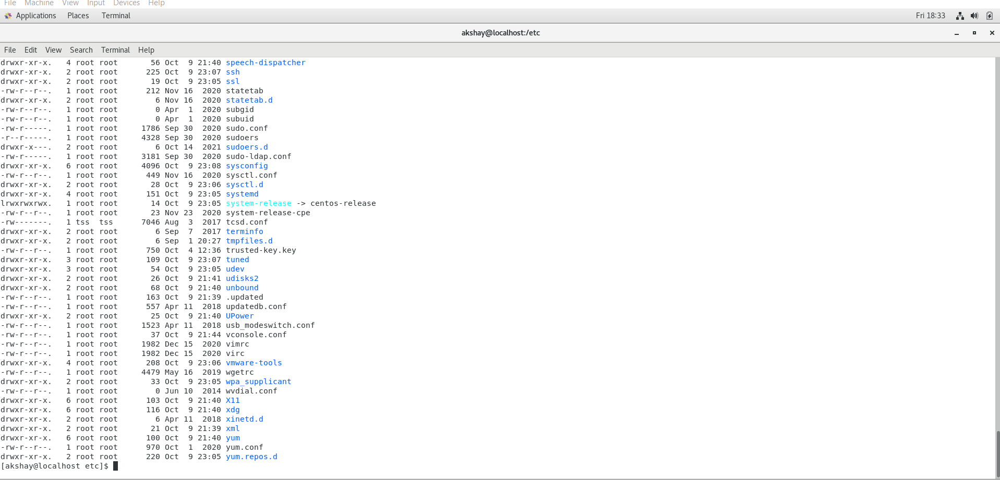 File Machine View Input Devices Help
Applications Places Terminal Fri 18:33
akshay@localhost:/etc
File Edit View Search Terminal Help
drwxr-xr-x.   4 root root       56 Oct  9 21:40 speech-dispatcher
drwxr-xr-x.   2 root root      225 Oct  9 23:07 ssh
drwxr-xr-x.   2 root root       19 Oct  9 23:05 ssl
-rw-r--r--.   1 root root      212 Nov 16  2020 statetab
drwxr-xr-x.   2 root root        6 Nov 16  2020 statetab.d
-rw-r--r--.   1 root root        0 Apr  1  2020 subgid
-rw-r--r--.   1 root root        0 Apr  1  2020 subuid
-rw-r-----.   1 root root     1786 Sep 30  2020 sudo.conf
-r--r-----.   1 root root     4328 Sep 30  2020 sudoers
drwxr-x---.   2 root root        6 Oct 14  2021 sudoers.d
-rw-r-----.   1 root root     3181 Sep 30  2020 sudo-ldap.conf
drwxr-xr-x.   6 root root     4096 Oct  9 23:08 sysconfig
-rw-r--r--.   1 root root      449 Nov 16  2020 sysctl.conf
drwxr-xr-x.   2 root root       28 Oct  9 23:06 sysctl.d
drwxr-xr-x.   4 root root      151 Oct  9 23:05 systemd
lrwxrwxrwx.   1 root root       14 Oct  9 23:05 system-release -> centos-release
-rw-r--r--.   1 root root       23 Nov 23  2020 system-release-cpe
-rw-------.   1 tss  tss      7046 Aug  3  2017 tcsd.conf
drwxr-xr-x.   2 root root        6 Sep  7  2017 terminfo
drwxr-xr-x.   2 root root        6 Sep  1 20:27 tmpfiles.d
-rw-r--r--.   1 root root      750 Oct  4 12:36 trusted-key.key
drwxr-xr-x.   3 root root      109 Oct  9 23:07 tuned
drwxr-xr-x.   3 root root       54 Oct  9 23:05 udev
drwxr-xr-x.   2 root root       26 Oct  9 21:41 udisks2
drwxr-xr-x.   2 root root       68 Oct  9 21:40 unbound
-rw-r--r--.   1 root root      163 Oct  9 21:39 .updated
-rw-r--r--.   1 root root      557 Apr 11  2018 updatedb.conf
drwxr-xr-x.   2 root root       25 Oct  9 21:40 UPower
-rw-r--r--.   1 root root     1523 Apr 11  2018 usb_modeswitch.conf
-rw-r--r--.   1 root root       37 Oct  9 21:44 vconsole.conf
-rw-r--r--.   1 root root     1982 Dec 15  2020 vimrc
-rw-r--r--.   1 root root     1982 Dec 15  2020 virc
drwxr-xr-x.   4 root root      208 Oct  9 23:06 vmware-tools
-rw-r--r--.   1 root root     4479 May 16  2019 wgetrc
drwxr-xr-x.   2 root root       33 Oct  9 23:05 wpa_supplicant
-rw-r--r--.   1 root root        0 Jun 10  2014 wvdial.conf
drwxr-xr-x.   6 root root      103 Oct  9 21:40 X11
drwxr-xr-x.   6 root root      116 Oct  9 21:40 xdg
drwxr-xr-x.   2 root root        6 Apr 11  2018 xinetd.d
drwxr-xr-x.   2 root root       21 Oct  9 21:39 xml
drwxr-xr-x.   6 root root      100 Oct  9 21:40 yum
-rw-r--r--.   1 root root      970 Oct  1  2020 yum.conf
drwxr-xr-x.   2 root root      220 Oct  9 23:05 yum.repos.d
[akshay@localhost etc]$